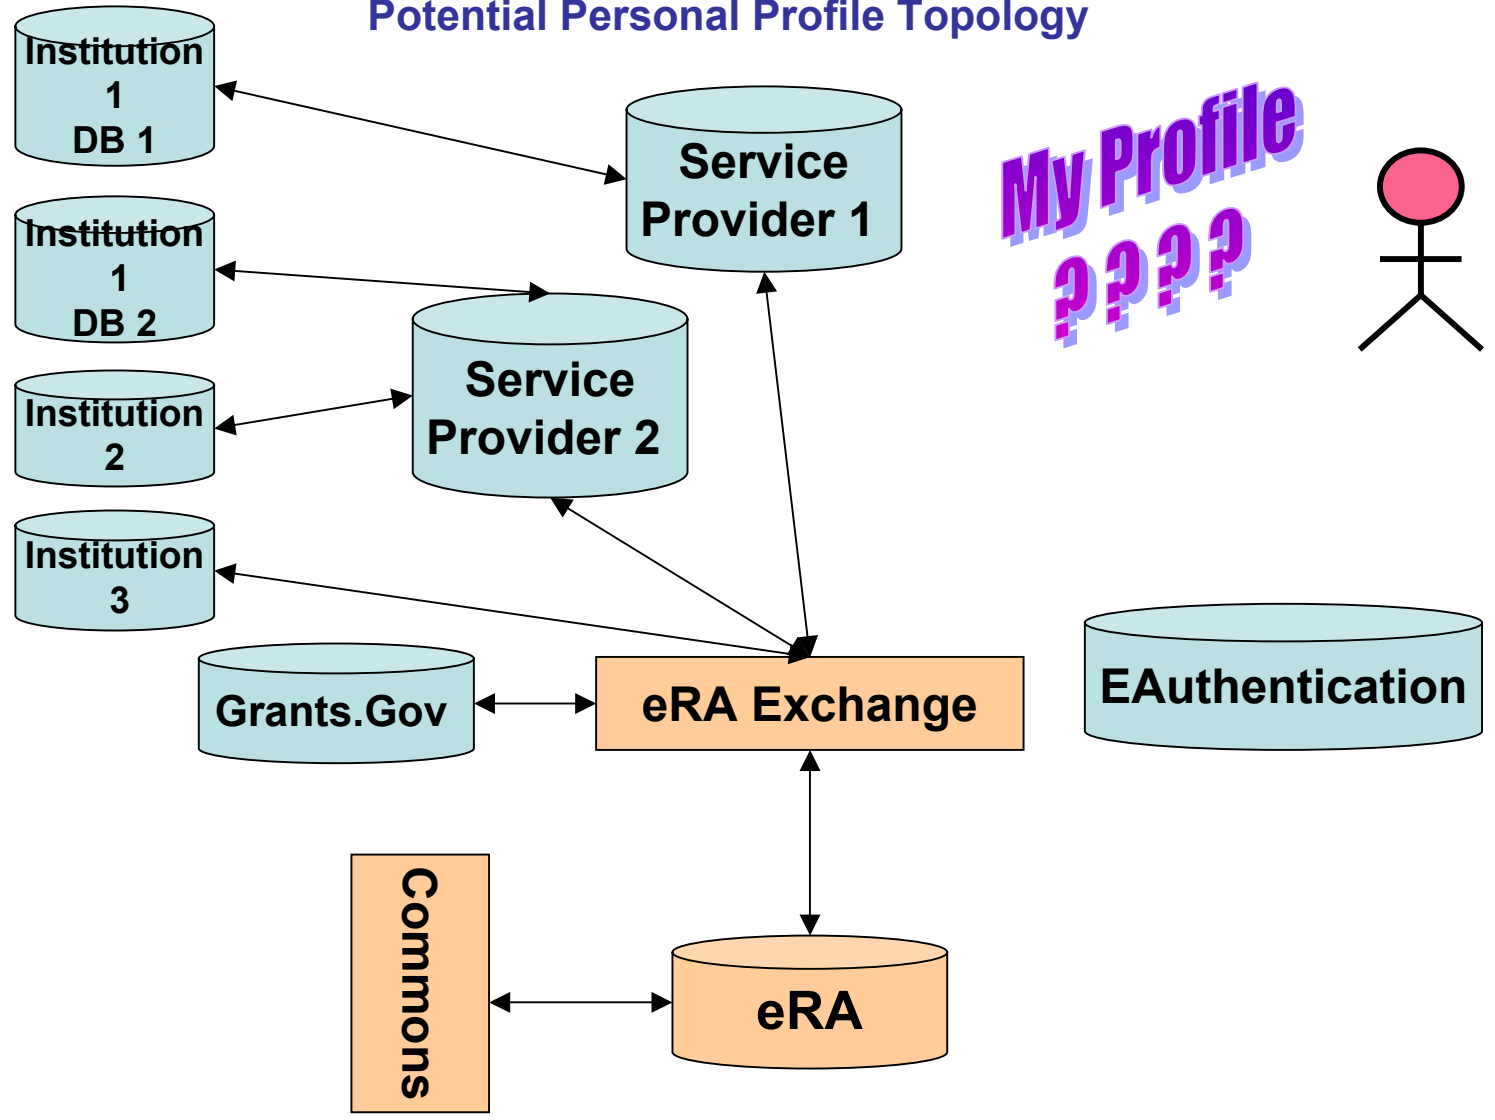 Potential Personal Profile Topology
Institution
1
DB 1
Service
Provider 1
My Profile
????
Institution
1
DB 2
Service
Provider 2
Institution
2
Institution
3
Grants.Gov
eRA Exchange
EAuthentication
Commons
eRA